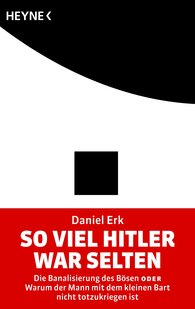 HEYNE
Daniel Erk
SO VIEL HITLER
WAR SELTEN
Die Banalisierung des Bösen ODER
Warum der Mann mit dem kleinen Bart
nicht totzukriegen ist